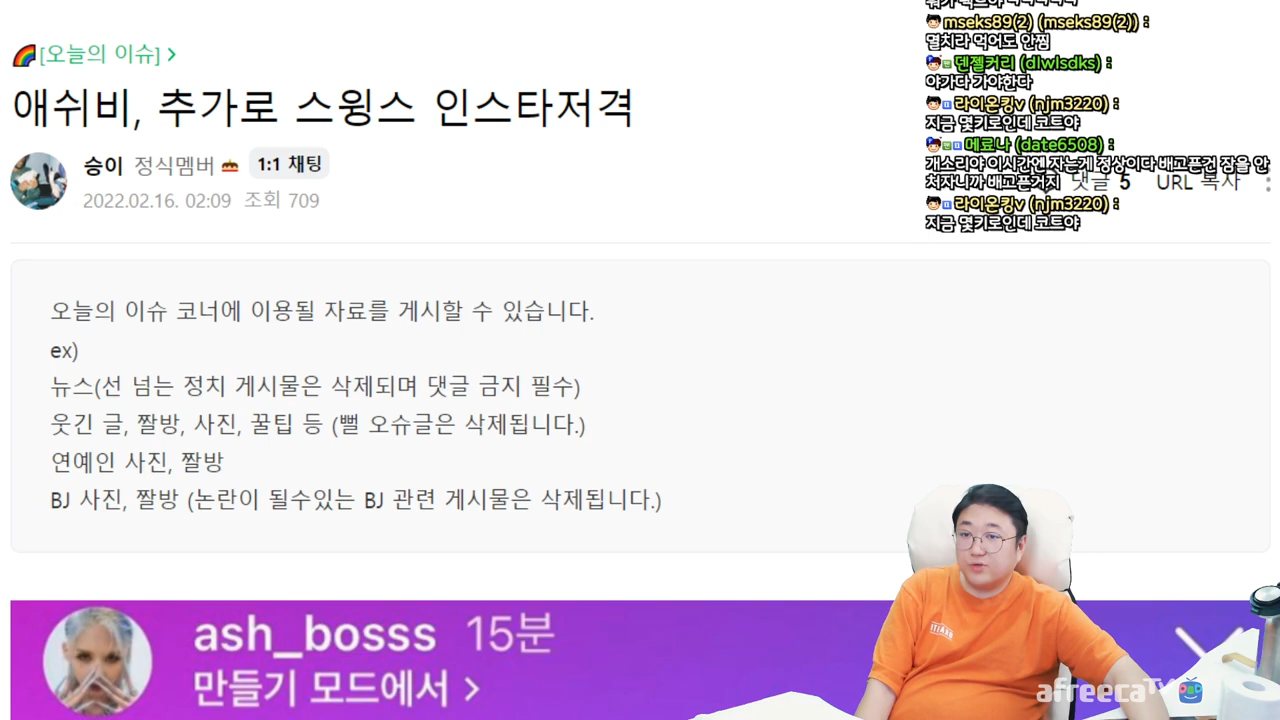 [오늘의 이슈] >
애쉬비, 추가로 스윙스 인스타저격
승이 정식멤버 1:1 채팅
2022.02.16. 02:09 조회 709
댓글 5 URL 복사
오늘의 이슈 코너에 이용될 자료를 게시할 수 있습니다.
ex)
뉴스(선 넘는 정치 게시물은 삭제되며 댓글 금지 필수)
웃긴 글, 짤방, 사진, 꿀팁 등 (뻘 오슈글은 삭제됩니다.)
연예인 사진, 짤방
BJ 사진, 짤방 (논란이 될수있는 BJ 관련 게시물은 삭제됩니다.)
ash_bosss 15분
만들기 모드에서 >
mseks89(2) (mseks89(2)) :
멸치라 먹어도 안찜
덴젤커리 (dlwlsdks) :
야가다 가야한다
라이온킹v (njm3220) :
지금 몇키로인데 코트야
메료나 (date6508) :
개소리야 이시간엔 자는게 정상이다 배고픈건 잠을 안
처자니까 배고픈거지
라이온킹v (njm3220) :
지금 몇키로인데 코트야
afreecaTV